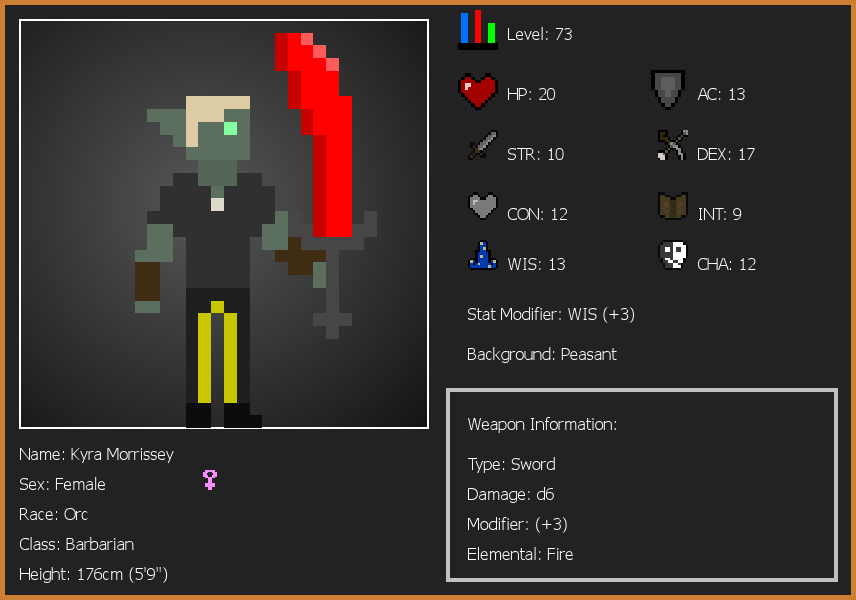 Level: 73
HP: 20
AC: 13
STR: 10
DEX: 17
CON: 12
INT: 9
WIS: 13
CHA: 12
Stat Modifier: WIS (+3)
Background: Peasant
Weapon Information:
Type: Sword
Damage: d6
Modifier: (+3)
Elemental: Fire
Name: Kyra Morrissey
Sex: Female
Race: Orc
Class: Barbarian
Height: 176cm (5'9")